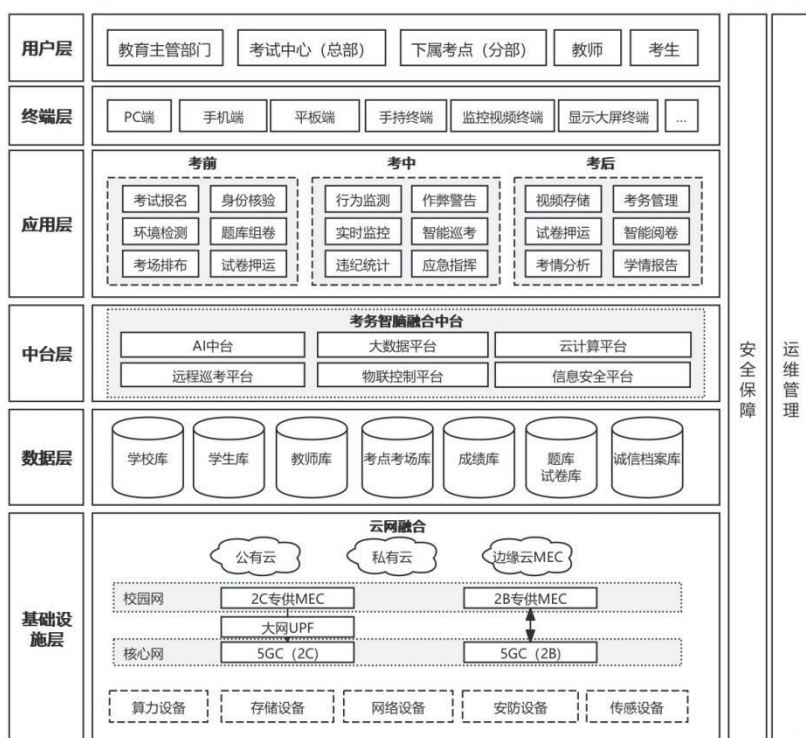 用户层
教育主管部门
考试中心（总部）
下属考点（分部）
教师
考生
终端层
PC端
手机端
平板端
手持终端
监控视频终端
显示大屏终端
...
应用层
考前
考试报名
身份核验
环境检测
题库组卷
考场排布
试卷押运
考中
行为监测
作弊警告
实时监控
智能巡考
违纪统计
应急指挥
考后
视频存储
考务管理
试卷押运
智能阅卷
考情分析
学情报告
中台层
考务智脑融合中台
AI中台
大数据平台
云计算平台
远程巡考平台
物联控制平台
信息安全平台
数据层
学校库
学生库
教师库
考点考场库
成绩库
题库
试卷库
诚信档案库
基础设
施层
云网融合
公有云
私有云
边缘云MEC
校园网
2C专供MEC
2B专供MEC
大网UPF
核心网
5GC（2C）
5GC（2B）
算力设备
存储设备
网络设备
安防设备
传感设备
安全保障
运维管理